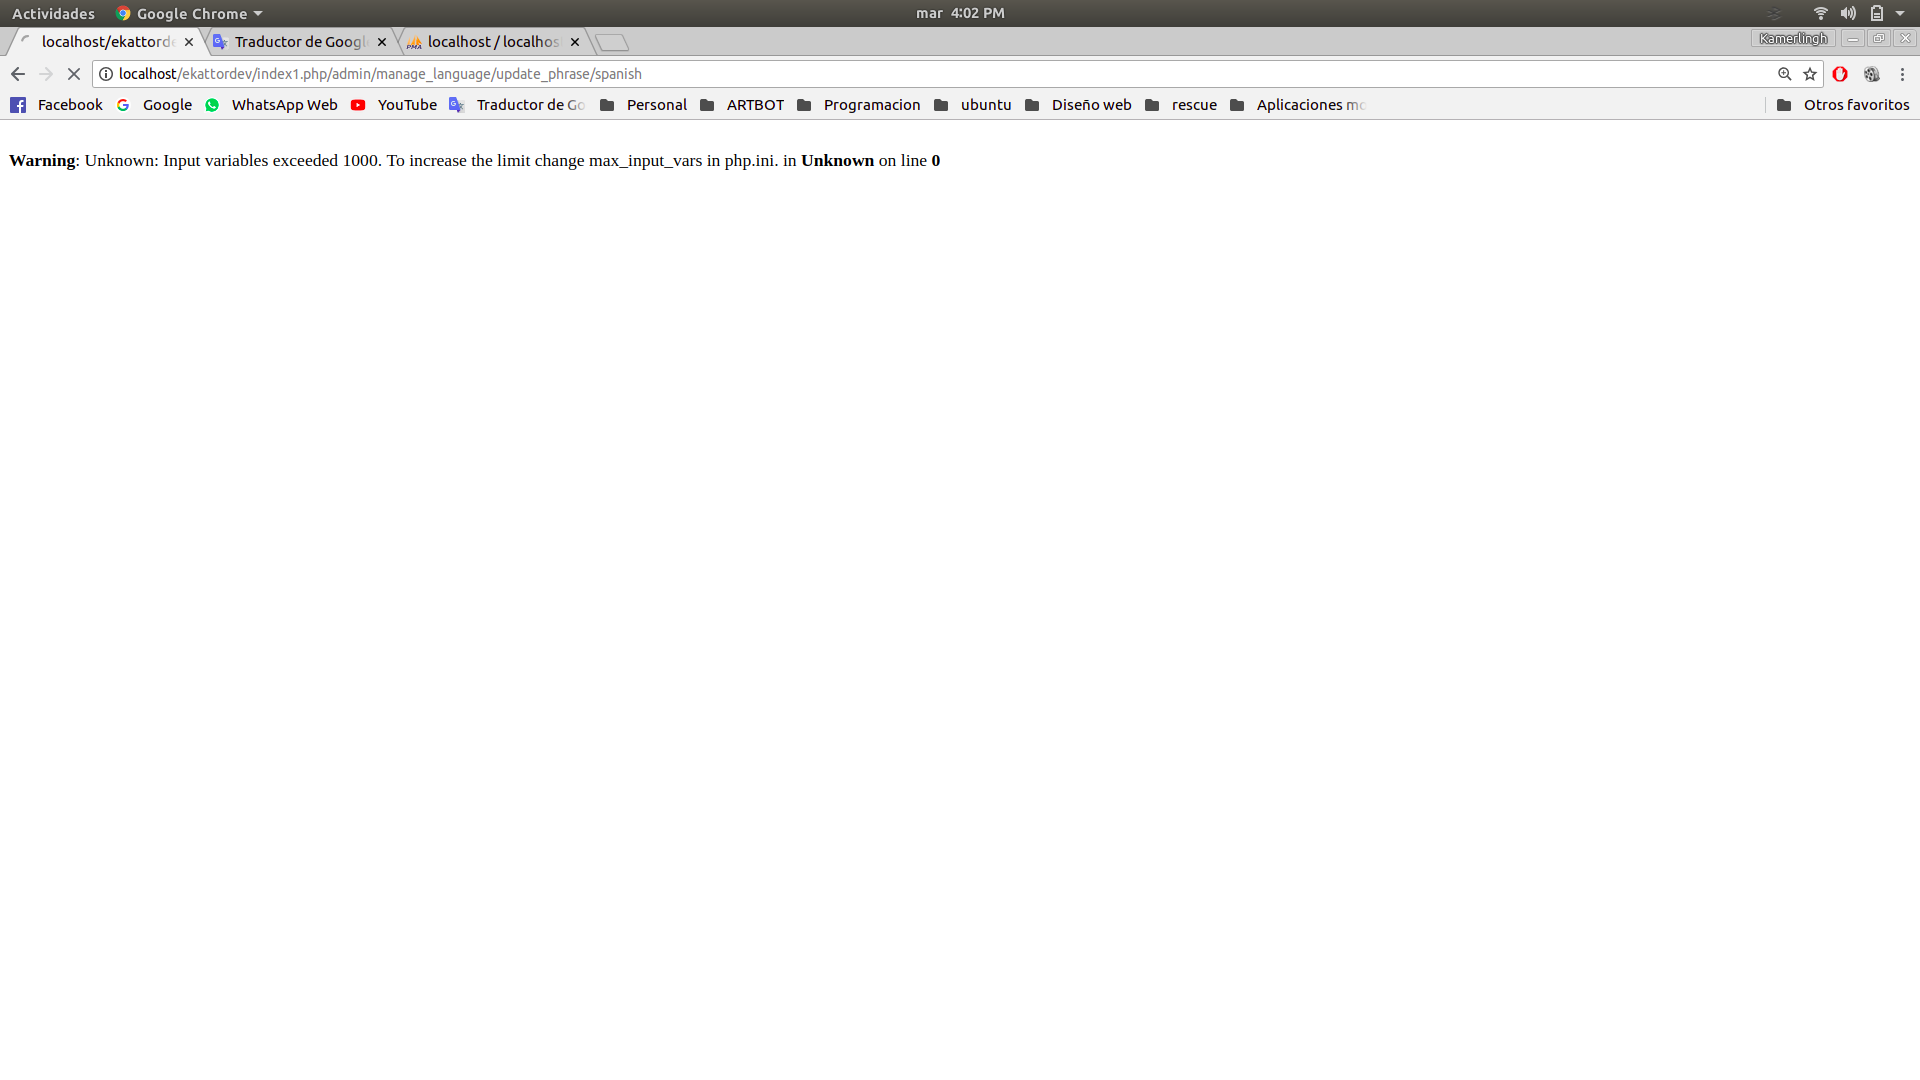 Actividades Google Chrome mar 4:02 PM
localhost/ekattorde Traductor de Googl localhost / localhos Kamerlingh
localhost/ekattordev/index1.php/admin/manage_language/update_phrase/spanish
Facebook Google WhatsApp Web YouTube Traductor de Go Personal ARTBOT Programacion ubuntu Diseño web rescue Aplicaciones mo Otros favoritos
Warning: Unknown: Input variables exceeded 1000. To increase the limit change max_input_vars in php.ini. in Unknown on line 0